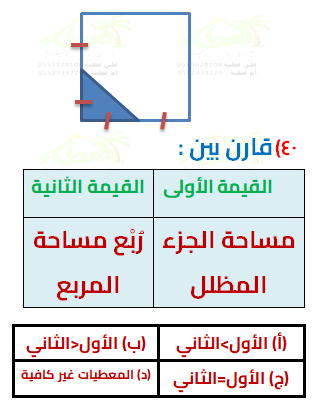 ٤٠) قارن بين :
القيمة الأولى القيمة الثانية
مساحة الجزء المظلل رُبْع مساحة المربع
(أ) الأول>الثاني (ب) الأول<الثاني
(ج) الأول=الثاني (د) المعطيات غير كافية